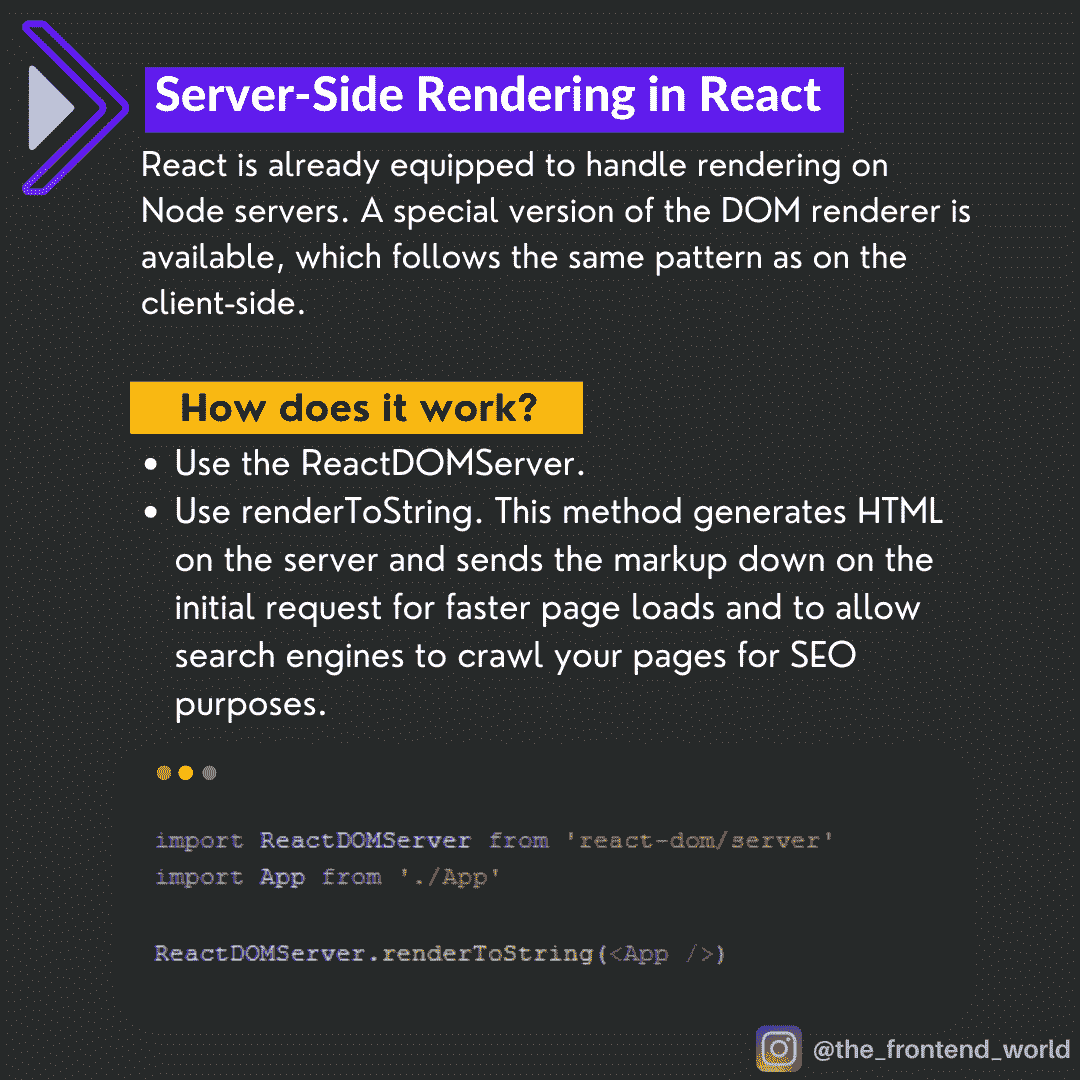 Server-Side Rendering in React
React is already equipped to handle rendering on
Node servers. A special version of the DOM renderer is
available, which follows the same pattern as on the
client-side.
How does it work?
• Use the ReactDOMServer.
• Use renderToString. This method generates HTML
on the server and sends the markup down on the
initial request for faster page loads and to allow
search engines to crawl your pages for SEO
purposes.
import ReactDOMServer from 'react-dom/server'
import App from './App'
ReactDOMServer.renderToString(<App />)
@the_frontend_world